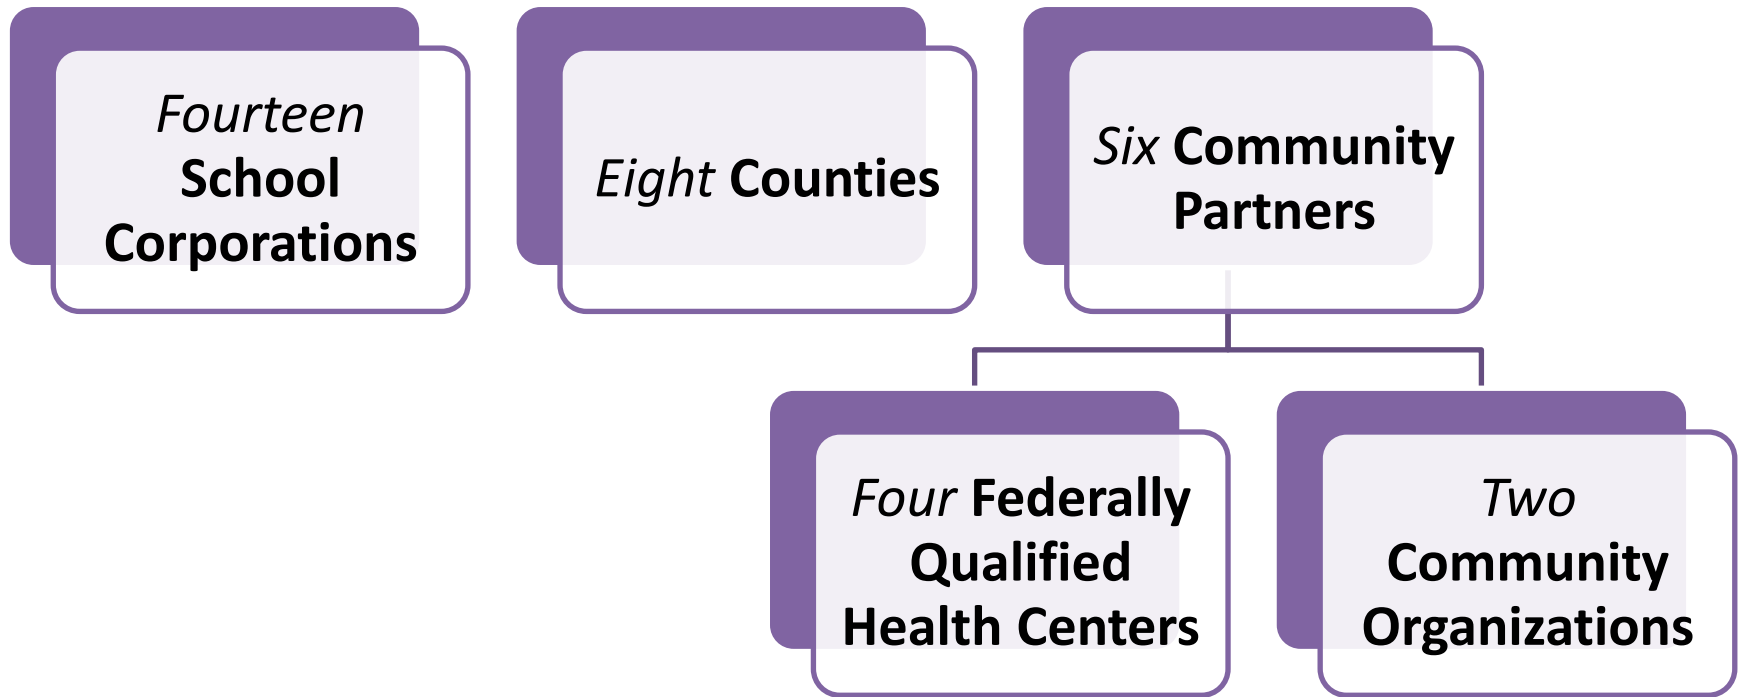 Fourteen
School
Corporations
Eight Counties
Six Community
Partners
Four Federally
Qualified
Health Centers
Two
Community
Organizations